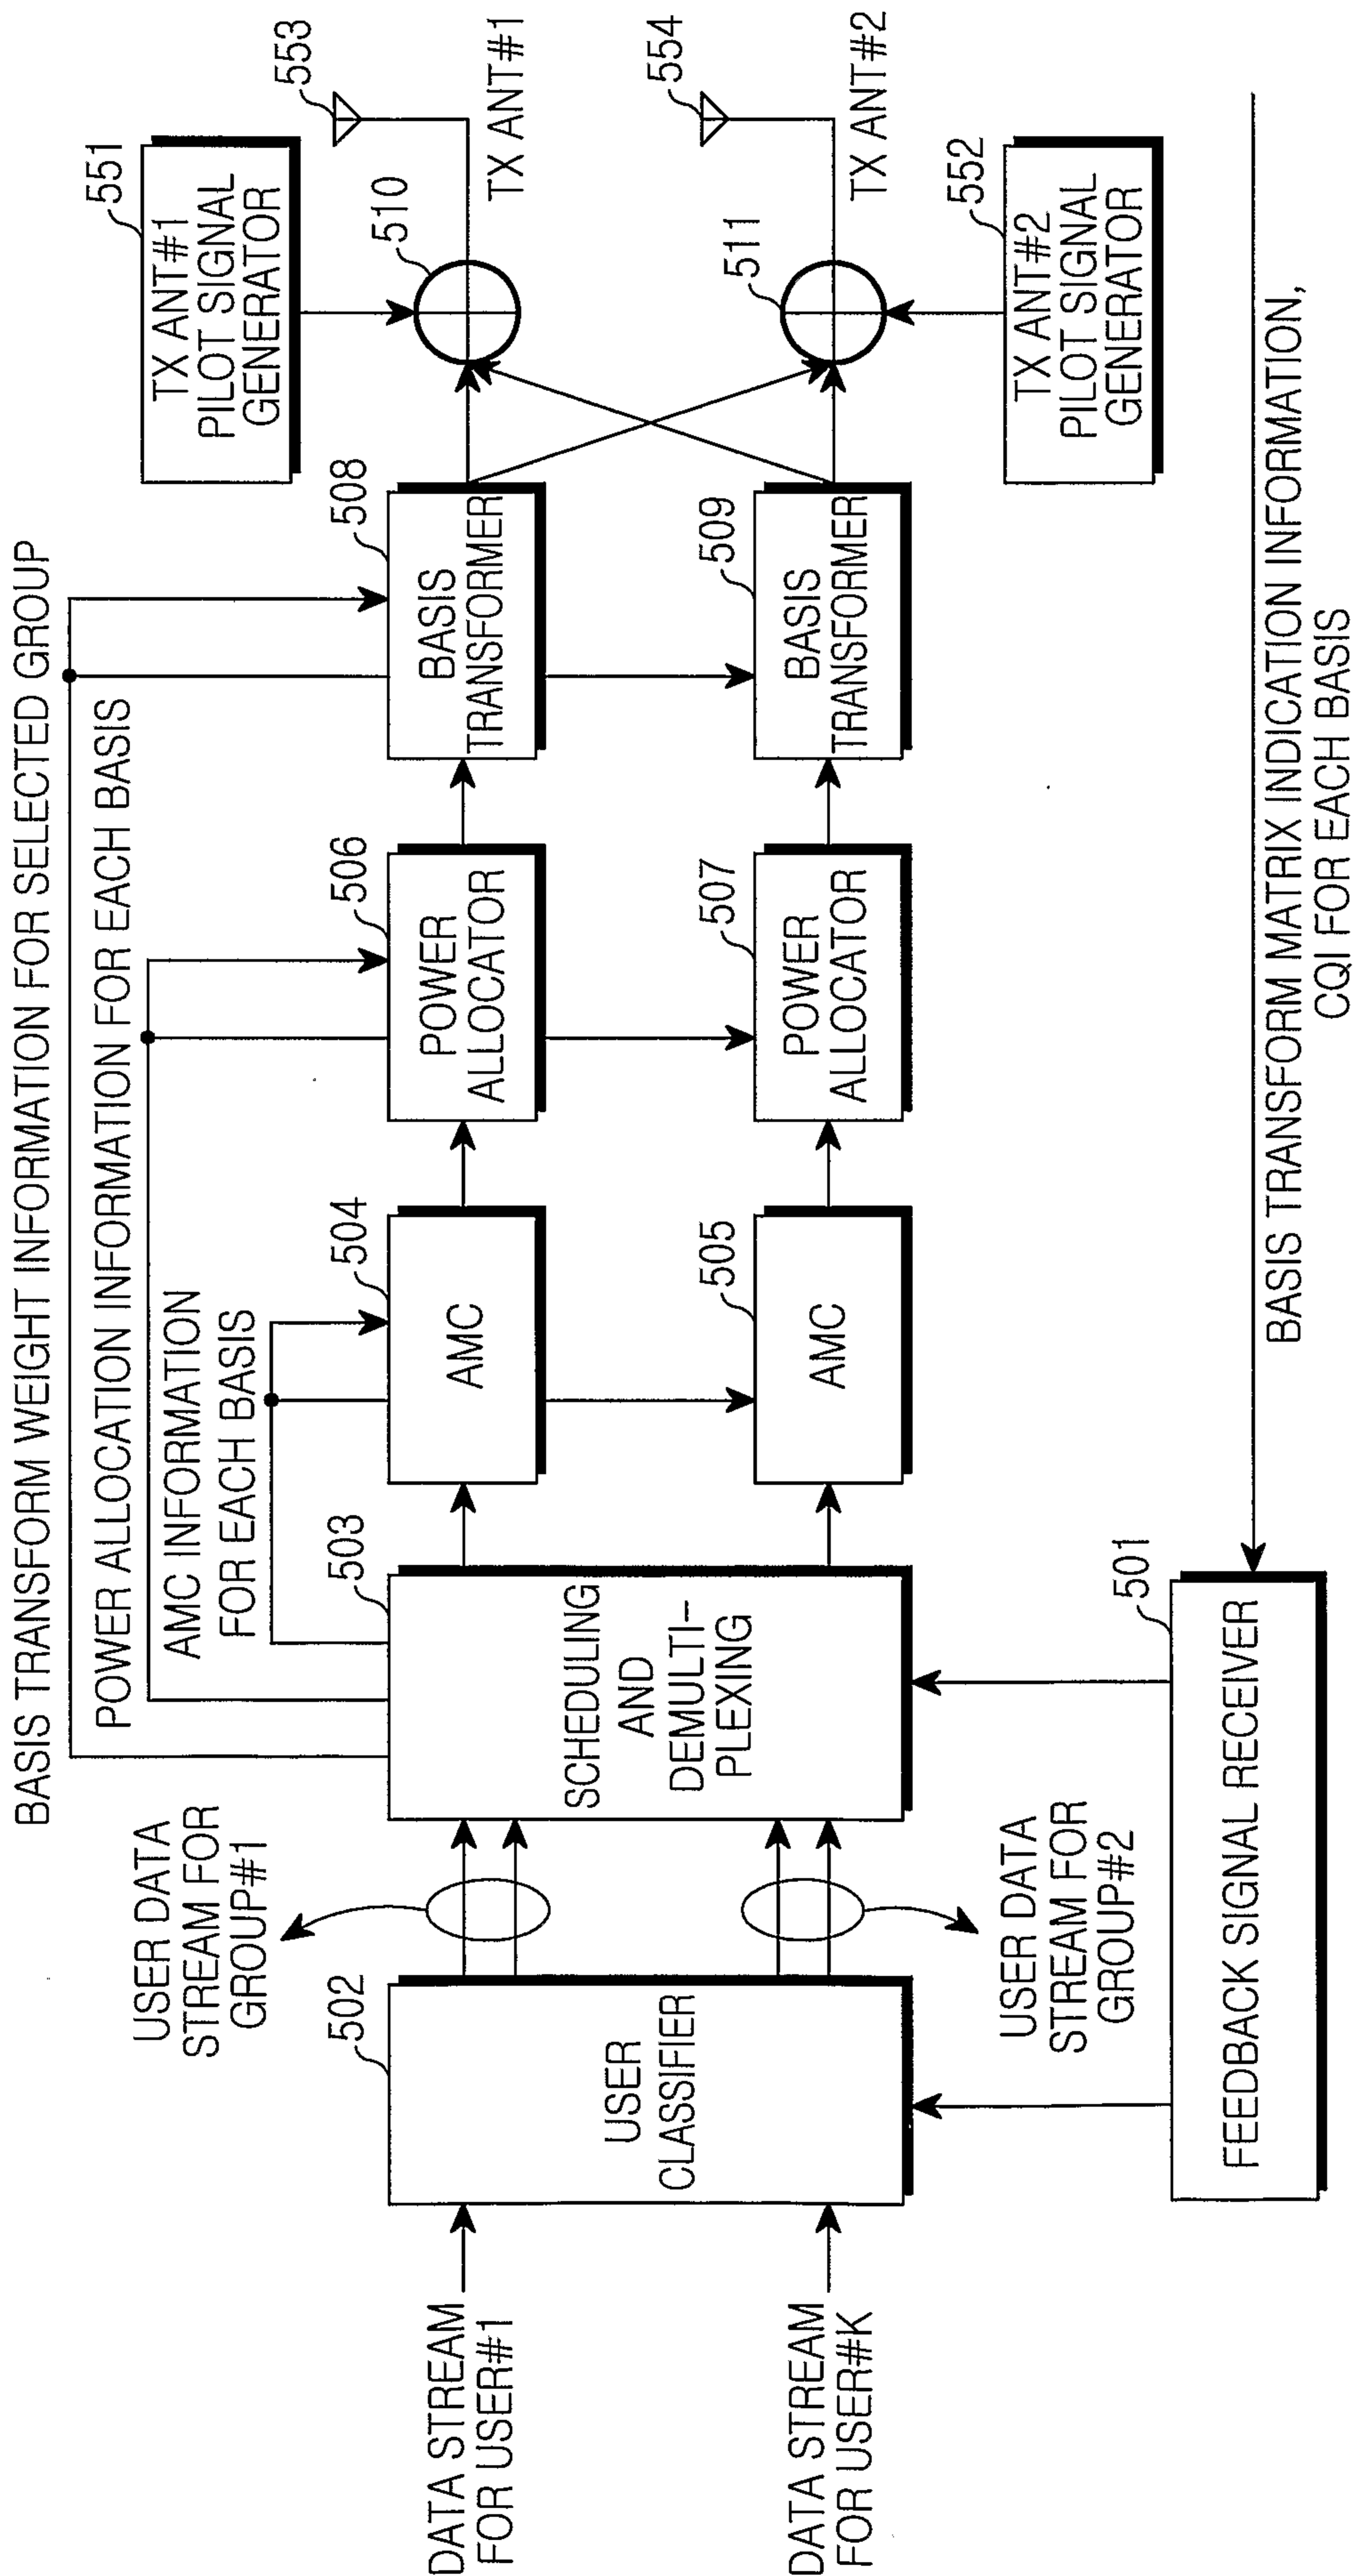 BASIS TRANSFORM WEIGHT INFORMATION FOR SELECTED GROUP
POWER ALLOCATION INFORMATION FOR EACH BASIS
AMC INFORMATION
FOR EACH BASIS
USER DATA
STREAM FOR
GROUP#1
DATA STREAM
FOR USER#1
DATA STREAM
FOR USER#K
502
USER
CLASSIFIER
503
SCHEDULING
AND
DEMULTI-
PLEXING
504
AMC
505
AMC
506
POWER
ALLOCATOR
507
POWER
ALLOCATOR
508
BASIS
TRANSFORMER
509
BASIS
TRANSFORMER
551
TX ANT#1
PILOT SIGNAL
GENERATOR
510
553
TX ANT#1
511
554
TX ANT#2
552
TX ANT#2
PILOT SIGNAL
GENERATOR
USER DATA
STREAM FOR
GROUP#2
501
FEEDBACK SIGNAL RECEIVER
BASIS TRANSFORM MATRIX INDICATION INFORMATION,
CQI FOR EACH BASIS